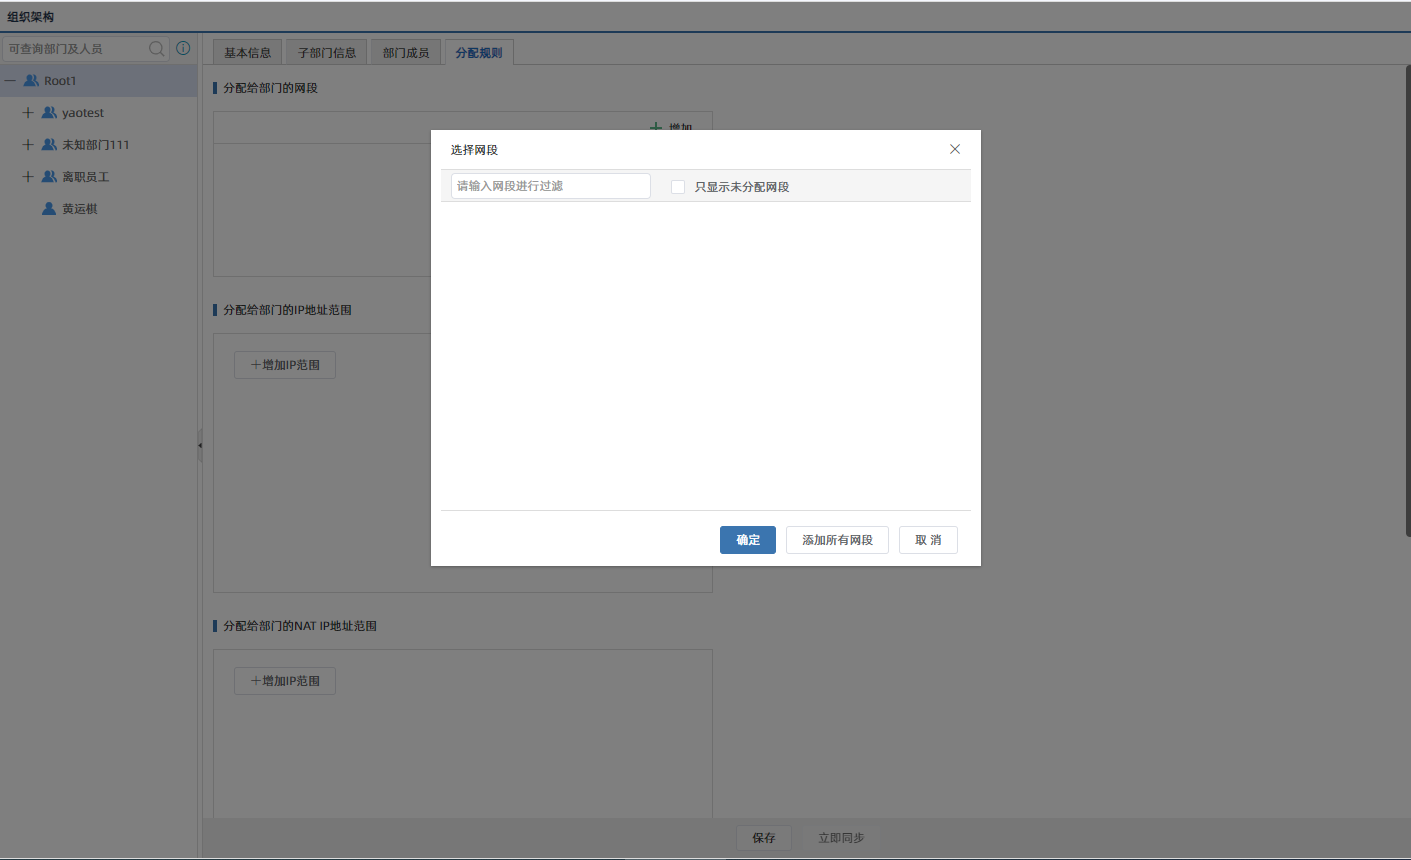 组织架构
可查询部门及人员
Root1
yaotest
未知部门111
离职员工
黄运棋
基本信息
子部门信息
部门成员
分配规则
分配给部门的网段
增加
选择网段
请输入网段进行过滤
只显示未分配网段
确定
添加所有网段
取 消
分配给部门的IP地址范围
增加IP范围
分配给部门的NAT IP地址范围
增加IP范围
保存
立即同步